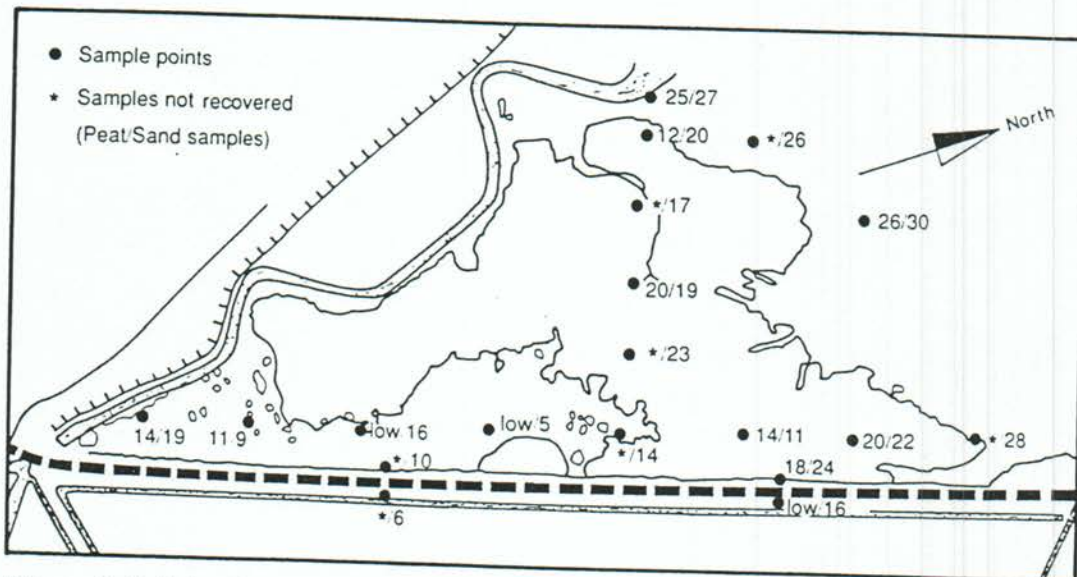 ● Sample points
* Samples not recovered
(Peat/Sand samples)
25/27
12/20
*/26
North
*/17
26/30
20/19
*/23
14/19
11 9
low/16
low/5
*/14
14/11
20/22
* 28
* 10
18/24
*/6
low/16